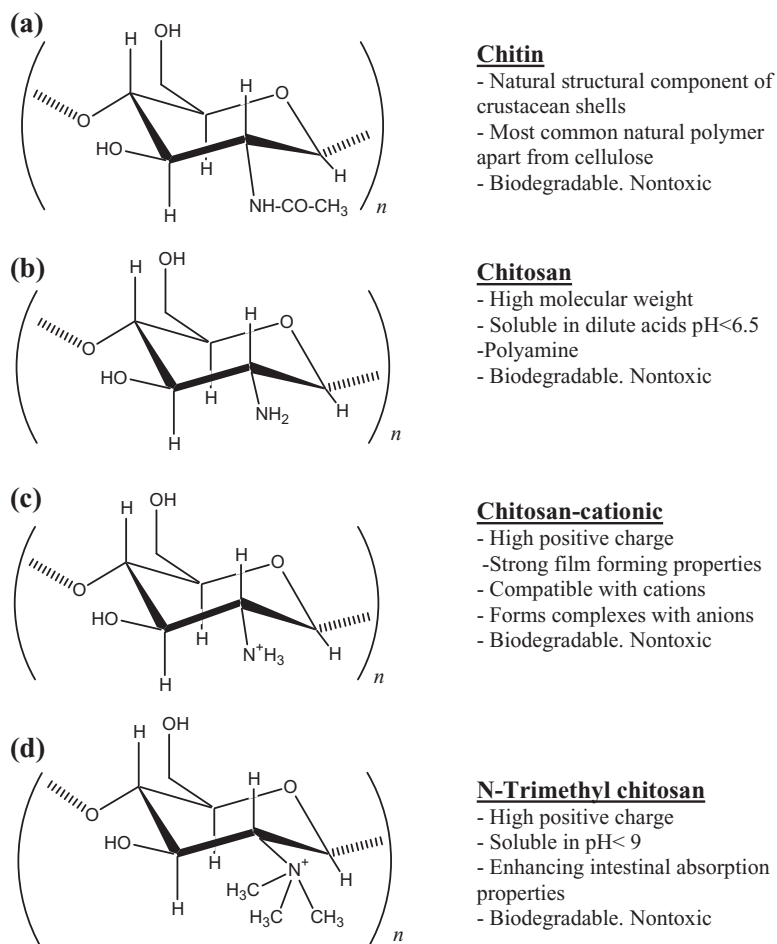 (a)
OH
H
O
O
HO
H
H
H
H
NH-CO-CH₃
n
Chitin
- Natural structural component of
crustacean shells
- Most common natural polymer
apart from cellulose
- Biodegradable. Nontoxic
(b)
OH
H
H
O
O
HO
H
NH₂
H
H
n
Chitosan
- High molecular weight
- Soluble in dilute acids pH<6.5
-Polyamine
- Biodegradable. Nontoxic
(c)
OH
H
H
O
O
HO
H
N⁺H₃
H
H
n
Chitosan-cationic
- High positive charge
-Strong film forming properties
- Compatible with cations
- Forms complexes with anions
- Biodegradable. Nontoxic
(d)
OH
H
H
O
O
HO
H
N⁺
H
H
H₃C
H₃C
CH₃
n
N-Trimethyl chitosan
- High positive charge
- Soluble in pH< 9
- Enhancing intestinal absorption
properties
- Biodegradable. Nontoxic